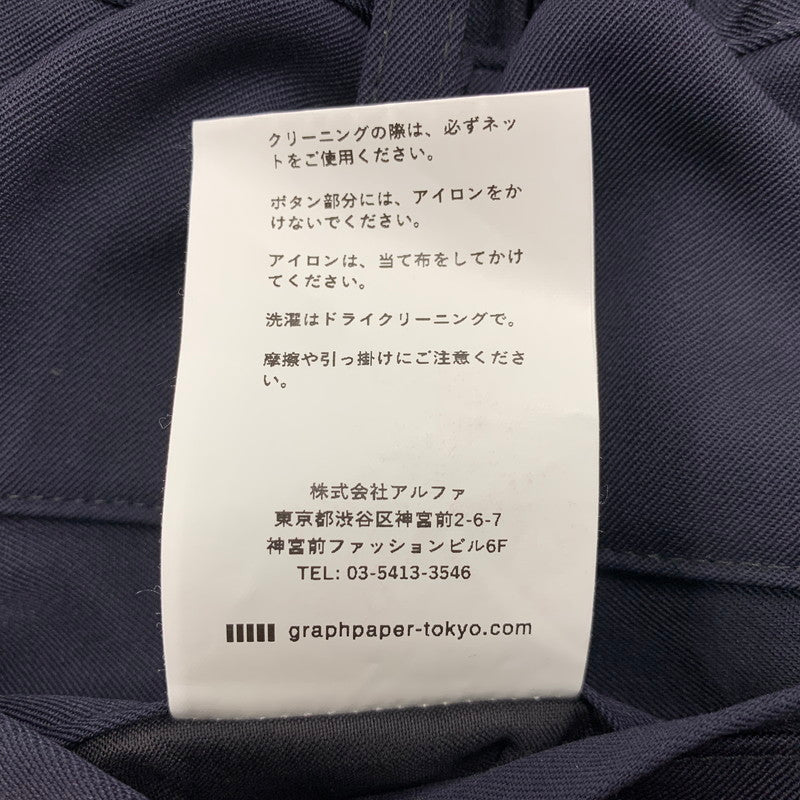 クリーニングの際は、必ずネッ
トをご使用ください。
ボタン部分には、アイロンをか
けないでください。
アイロンは、当て布をしてかけ
てください。
洗濯はドライクリーニングで。
摩擦や引っ掛けにご注意くださ
い。
株式会社アルファ
東京都渋谷区神宮前2-6-7
神宮前ファッションビル6F
TEL: 03-5413-3546
graphpaper-tokyo.com